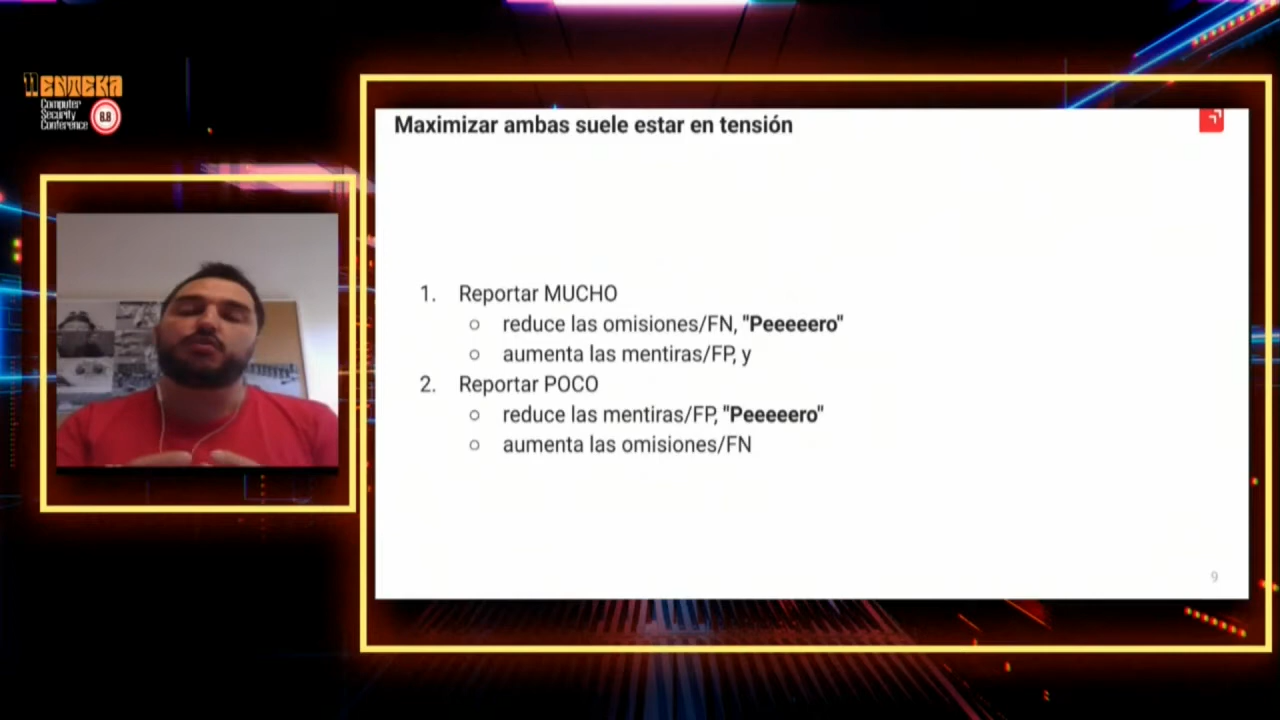 11ENTEKA
Computer
Security
Conference
8.8
Maximizar ambas suele estar en tensión
1. Reportar MUCHO
○ reduce las omisiones/FN, "Peeeeero"
○ aumenta las mentiras/FP, y
2. Reportar POCO
○ reduce las mentiras/FP, "Peeeeero"
○ aumenta las omisiones/FN
9